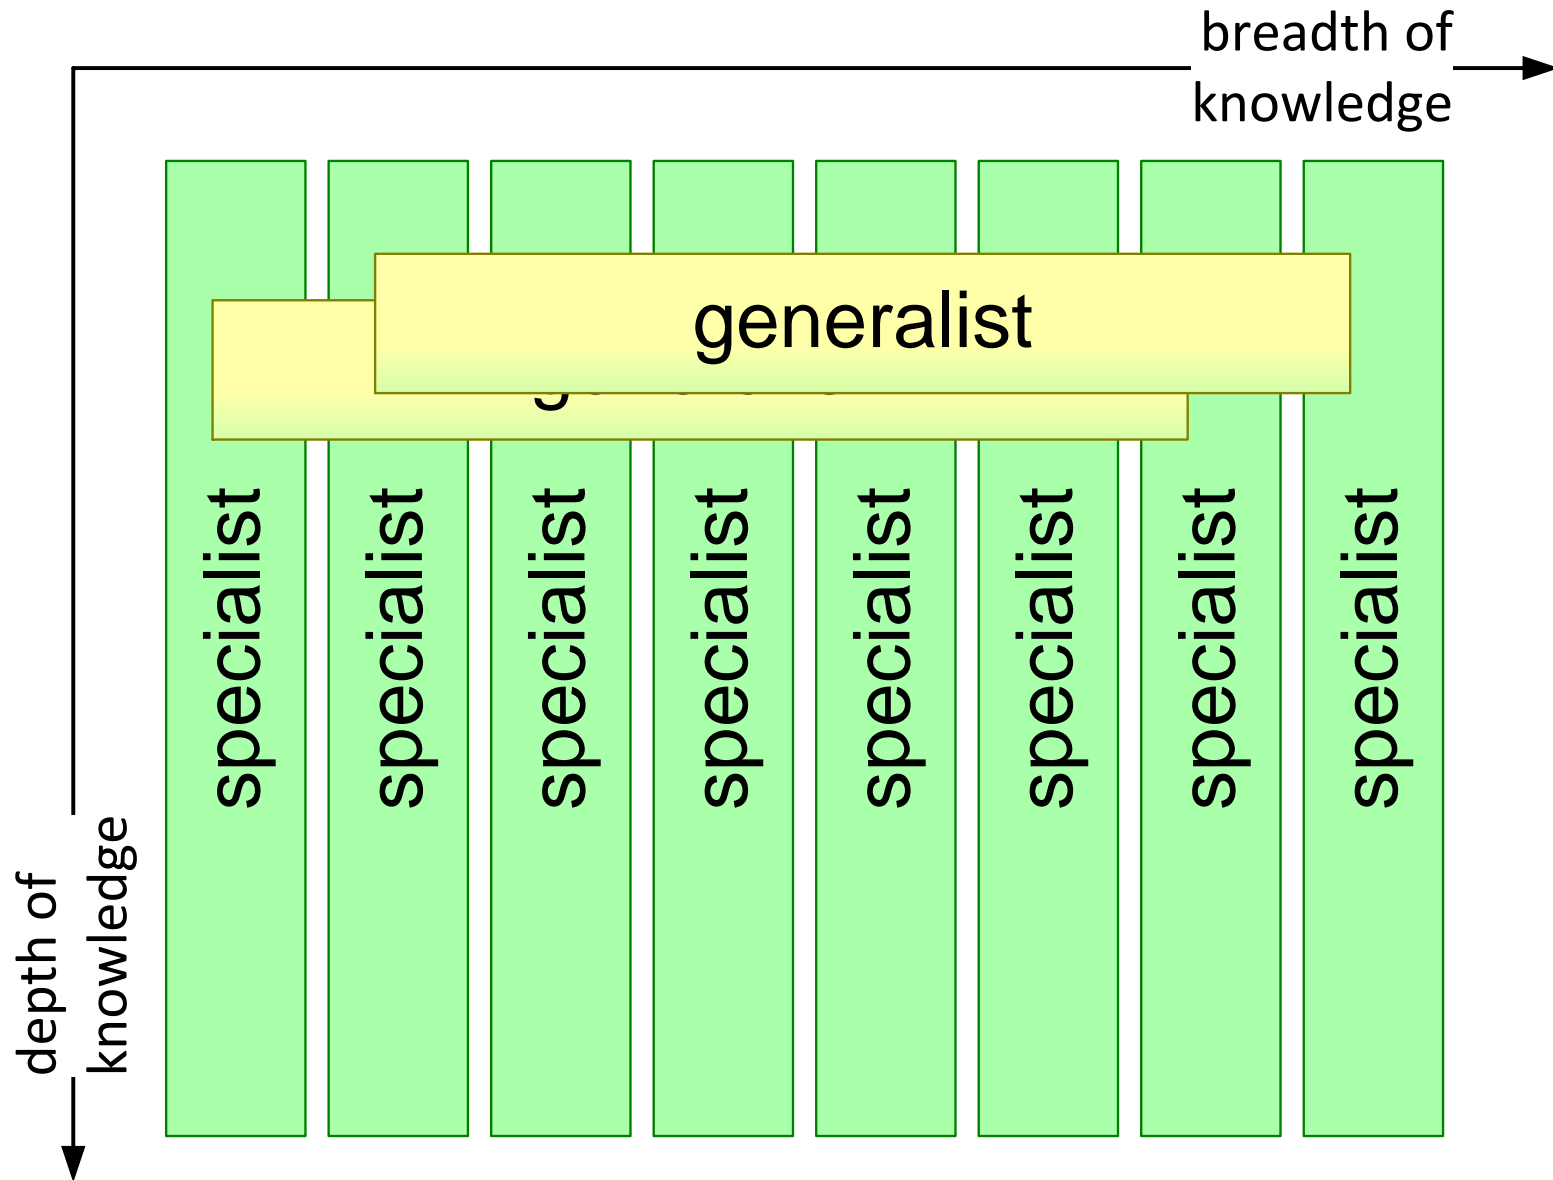 breadth of
knowledge
generalist
specialist
specialist
specialist
specialist
specialist
specialist
specialist
specialist
depth of
knowledge